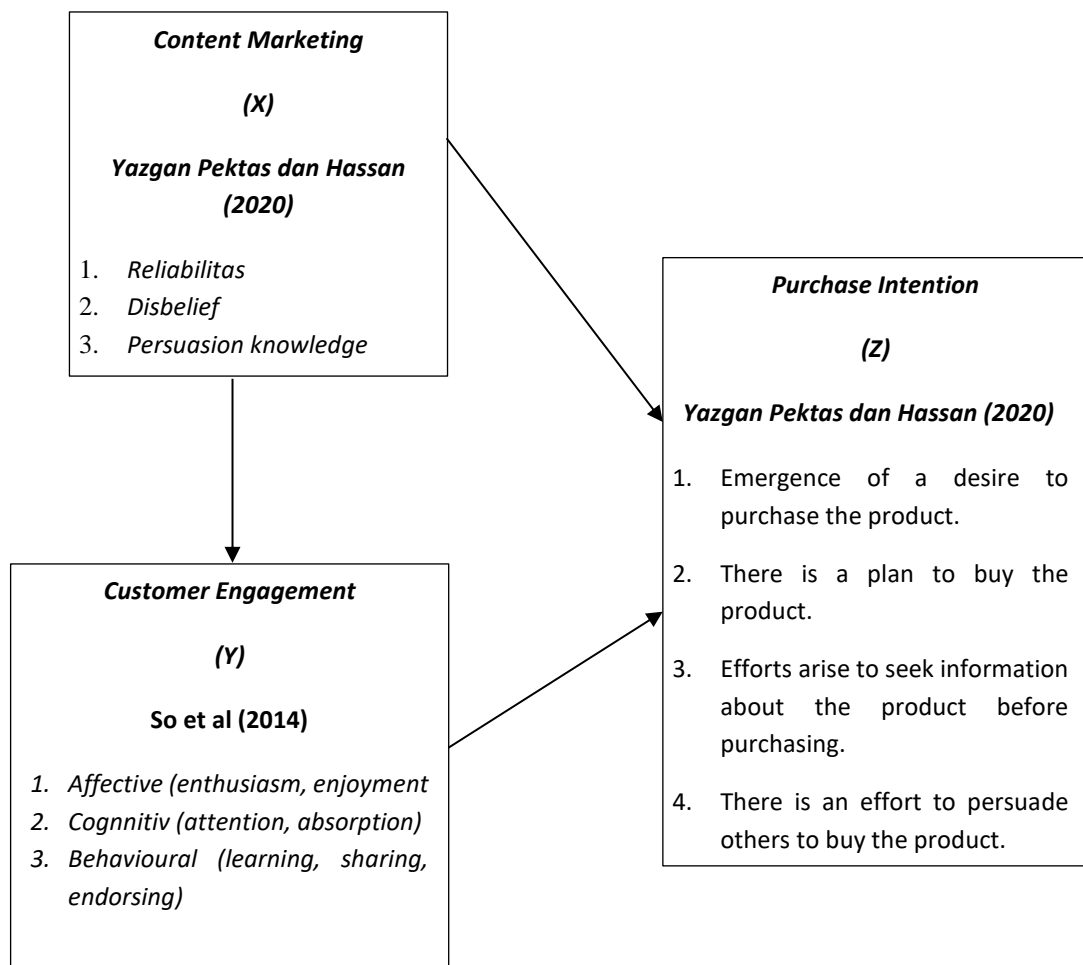 Content Marketing
(X)
Yazgan Pektas dan Hassan
(2020)
1. Reliabilitas
2. Disbelief
3. Persuasion knowledge
Customer Engagement
(Y)
So et al (2014)
1. Affective (enthusiasm, enjoyment
2. Cognnitiv (attention, absorption)
3. Behavioural (learning, sharing,
endorsing)
Purchase Intention
(Z)
Yazgan Pektas dan Hassan (2020)
1. Emergence of a desire to
purchase the product.
2. There is a plan to buy the
product.
3. Efforts arise to seek information
about the product before
purchasing.
4. There is an effort to persuade
others to buy the product.